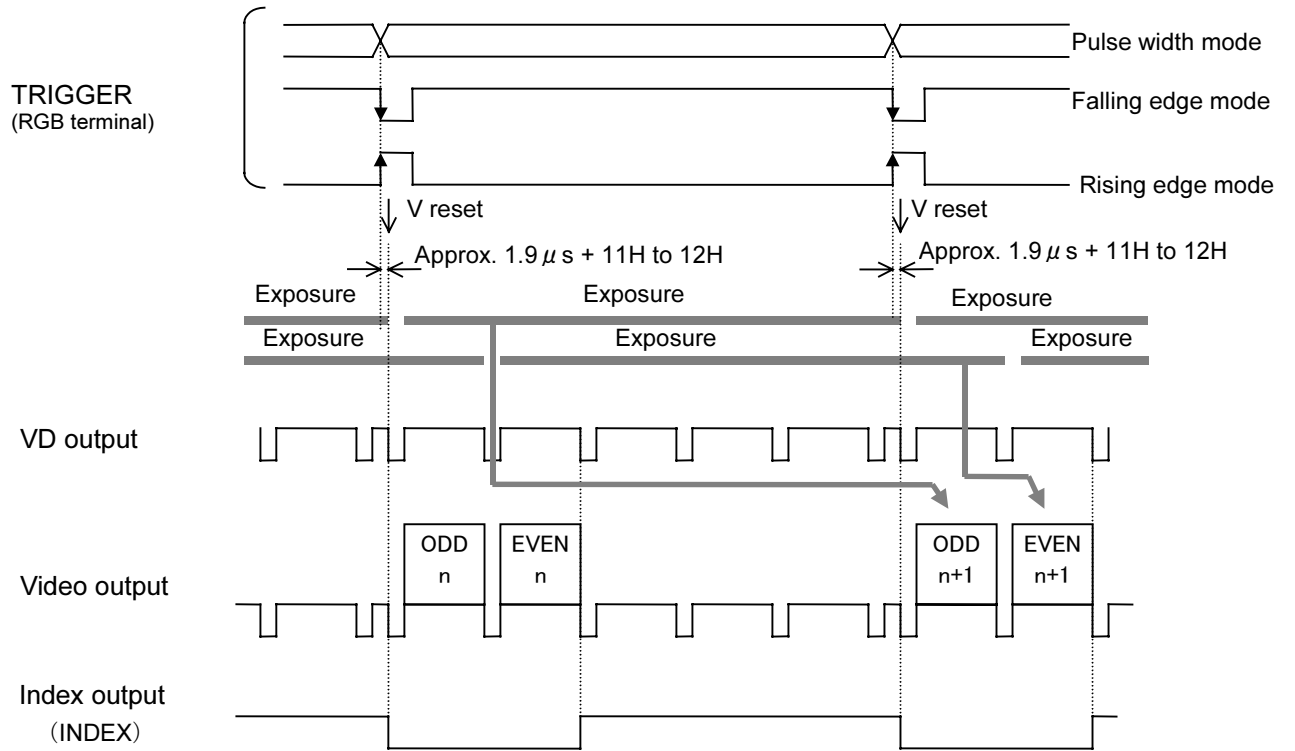 Pulse width mode
TRIGGER
(RGB terminal)
Falling edge mode
Rising edge mode
V reset
V reset
Approx. 1.9 μ s + 11H to 12H
Approx. 1.9 μ s + 11H to 12H
Exposure
Exposure
Exposure
Exposure
Exposure
Exposure
VD output
ODD
n
EVEN
n
ODD
n+1
EVEN
n+1
Video output
Index output
（INDEX）